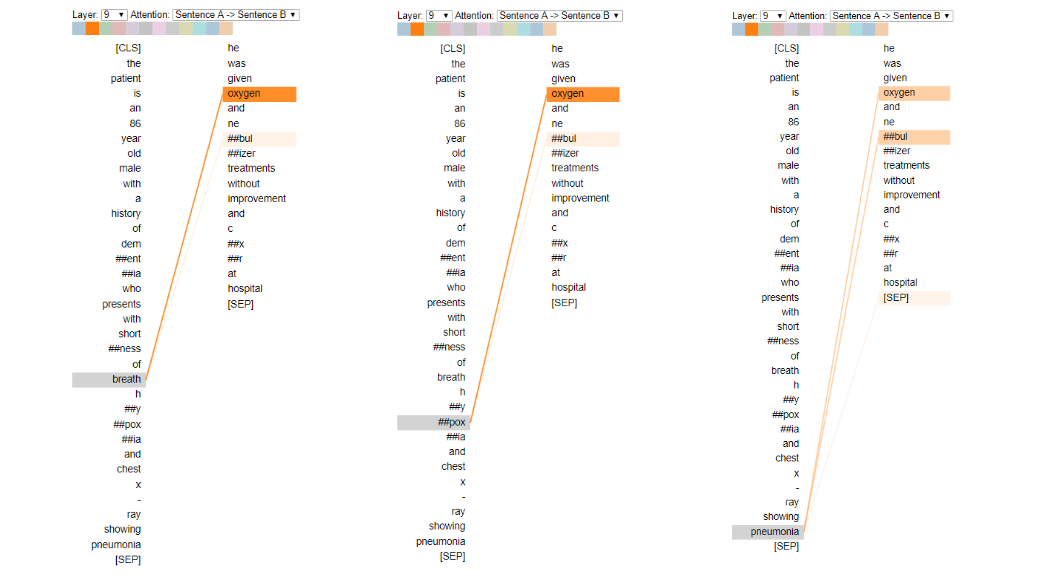 Layer: 9 Attention: Sentence A -> Sentence B
[CLS]
the
patient
is
an
86
year
old
male
with
a
history
of
dem
##ent
##ia
who
presents
with
short
##ness
of
breath
h
##y
##pox
##ia
and
chest
x
-
ray
showing
pneumonia
[SEP]
he
was
given
oxygen
and
ne
##bul
##izer
treatments
without
improvement
and
c
##x
##r
at
hospital
[SEP]
Layer: 9 Attention: Sentence A -> Sentence B
[CLS]
the
patient
is
an
86
year
old
male
with
a
history
of
dem
##ent
##ia
who
presents
with
short
##ness
of
breath
h
##y
##pox
##ia
and
chest
x
-
ray
showing
pneumonia
[SEP]
he
was
given
oxygen
and
ne
##bul
##izer
treatments
without
improvement
and
c
##x
##r
at
hospital
[SEP]
Layer: 9 Attention: Sentence A -> Sentence B
[CLS]
the
patient
is
an
86
year
old
male
with
a
history
of
dem
##ent
##ia
who
presents
with
short
##ness
of
breath
h
##y
##pox
##ia
and
chest
x
-
ray
showing
pneumonia
[SEP]
he
was
given
oxygen
and
ne
##bul
##izer
treatments
without
improvement
and
c
##x
##r
at
hospital
[SEP]